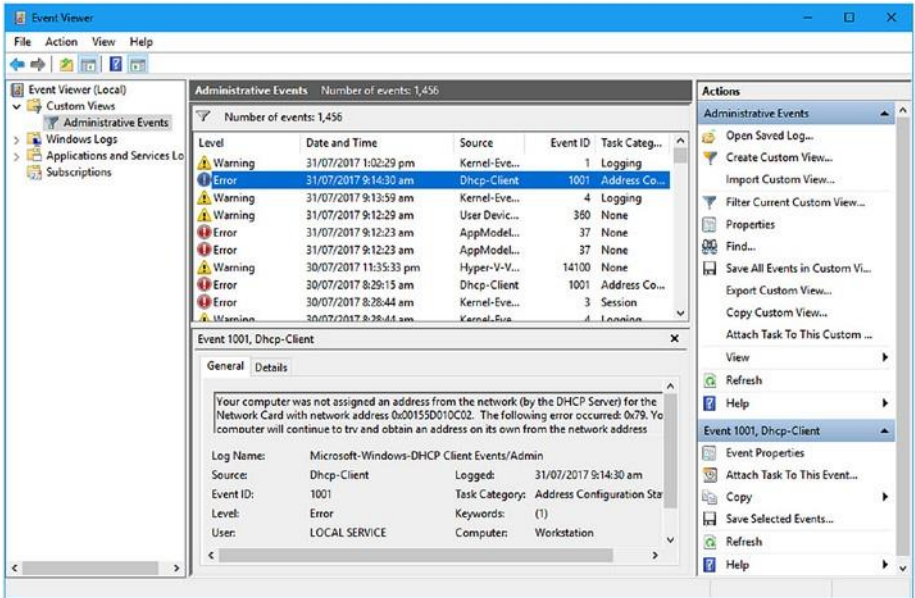 Event Viewer
File Action View Help
Event Viewer (Local)
Custom Views
Administrative Events
Windows Logs
Applications and Services Lo
Subscriptions
Administrative Events Number of events: 1,456
Number of events: 1,456
Level Date and Time Source Event ID Task Categ...
Warning 31/07/2017 1:02:29 pm Kernel-Eve... 1 Logging
Error 31/07/2017 9:14:30 am Dhcp-Client 1001 Address Co...
Warning 31/07/2017 9:13:59 am Kernel-Eve... 4 Logging
Warning 31/07/2017 9:12:29 am User Devic... 360 None
Error 31/07/2017 9:12:23 am AppModel... 37 None
Error 31/07/2017 9:12:23 am AppModel... 37 None
Warning 30/07/2017 11:35:33 pm Hyper-V-V... 14100 None
Error 30/07/2017 8:29:15 am Dhcp-Client 1001 Address Co...
Error 30/07/2017 8:28:44 am Kernel-Eve... 3 Session
Warning 30/07/2017 8:28:44 am Kernel-Eve... 4 Logging
Event 1001, Dhcp-Client
General Details
Your computer was not assigned an address from the network (by the DHCP Server) for the
Network Card with network address 0x00155D010C02. The following error occurred: 0x79. Yo
computer will continue to try and obtain an address on its own from the network address
Log Name: Microsoft-Windows-DHCP Client Events/Admin
Source: Dhcp-Client Logged: 31/07/2017 9:14:30 am
Event ID: 1001 Task Category: Address Configuration Sta
Level: Error Keywords: (1)
User: LOCAL SERVICE Computer: Workstation
Actions
Administrative Events
Open Saved Log...
Create Custom View...
Import Custom View...
Filter Current Custom View...
Properties
Find...
Save All Events in Custom Vi...
Export Custom View...
Copy Custom View...
Attach Task To This Custom ...
View
Refresh
Help
Event 1001, Dhcp-Client
Event Properties
Attach Task To This Event...
Copy
Save Selected Events...
Refresh
Help